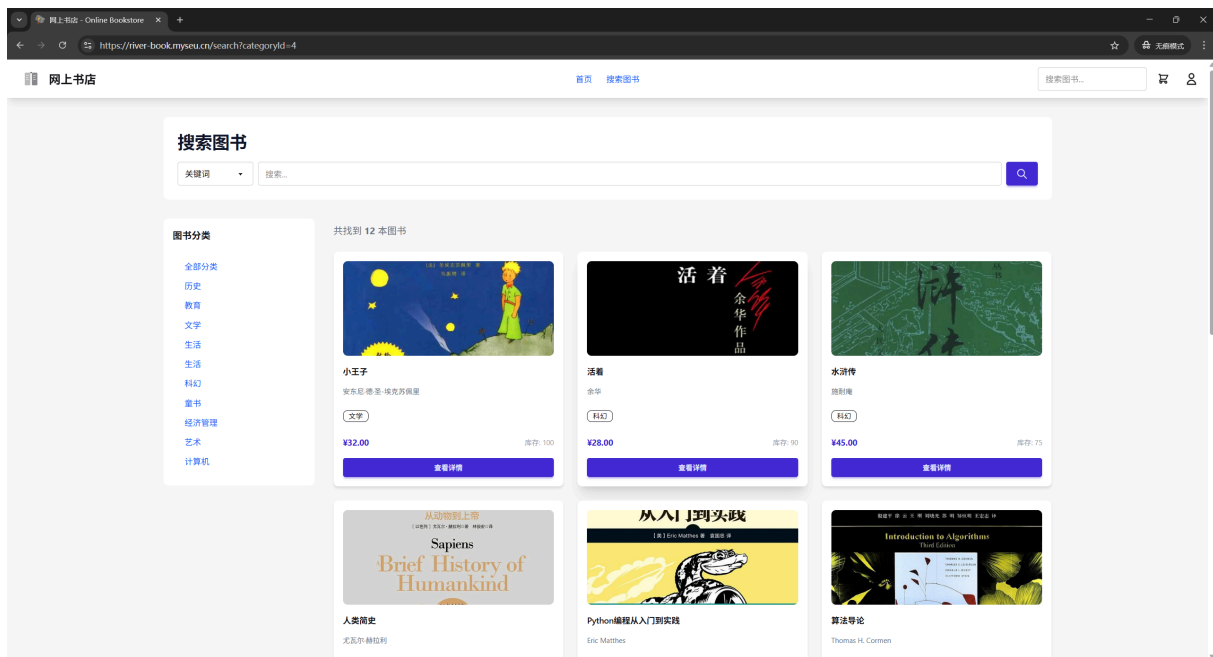 网上书店 - Online Bookstore
https://river-book.myseu.cn/search?categoryId=4
无痕模式
网上书店
首页 搜索图书
搜索图书...
搜索图书
关键词
搜索...
图书分类
全部分类
历史
教育
文学
生活
生活
科幻
童书
经济管理
艺术
计算机
共找到 12 本图书
小王子
安东尼·德·圣-埃克苏佩里
文学
¥32.00 库存: 100
查看详情
活着
余华作品
活着
余华
科幻
¥28.00 库存: 90
查看详情
水浒传
施耐庵
科幻
¥45.00 库存: 75
查看详情
从动物到上帝
Sapiens
Brief History of
Humankind
人类简史
尤瓦尔·赫拉利
从入门到实践
[美] Eric Matthes 著 袁国忠 译
Python编程从入门到实践
Eric Matthes
Introduction to Algorithms
Third Edition
算法导论
Thomas H. Cormen